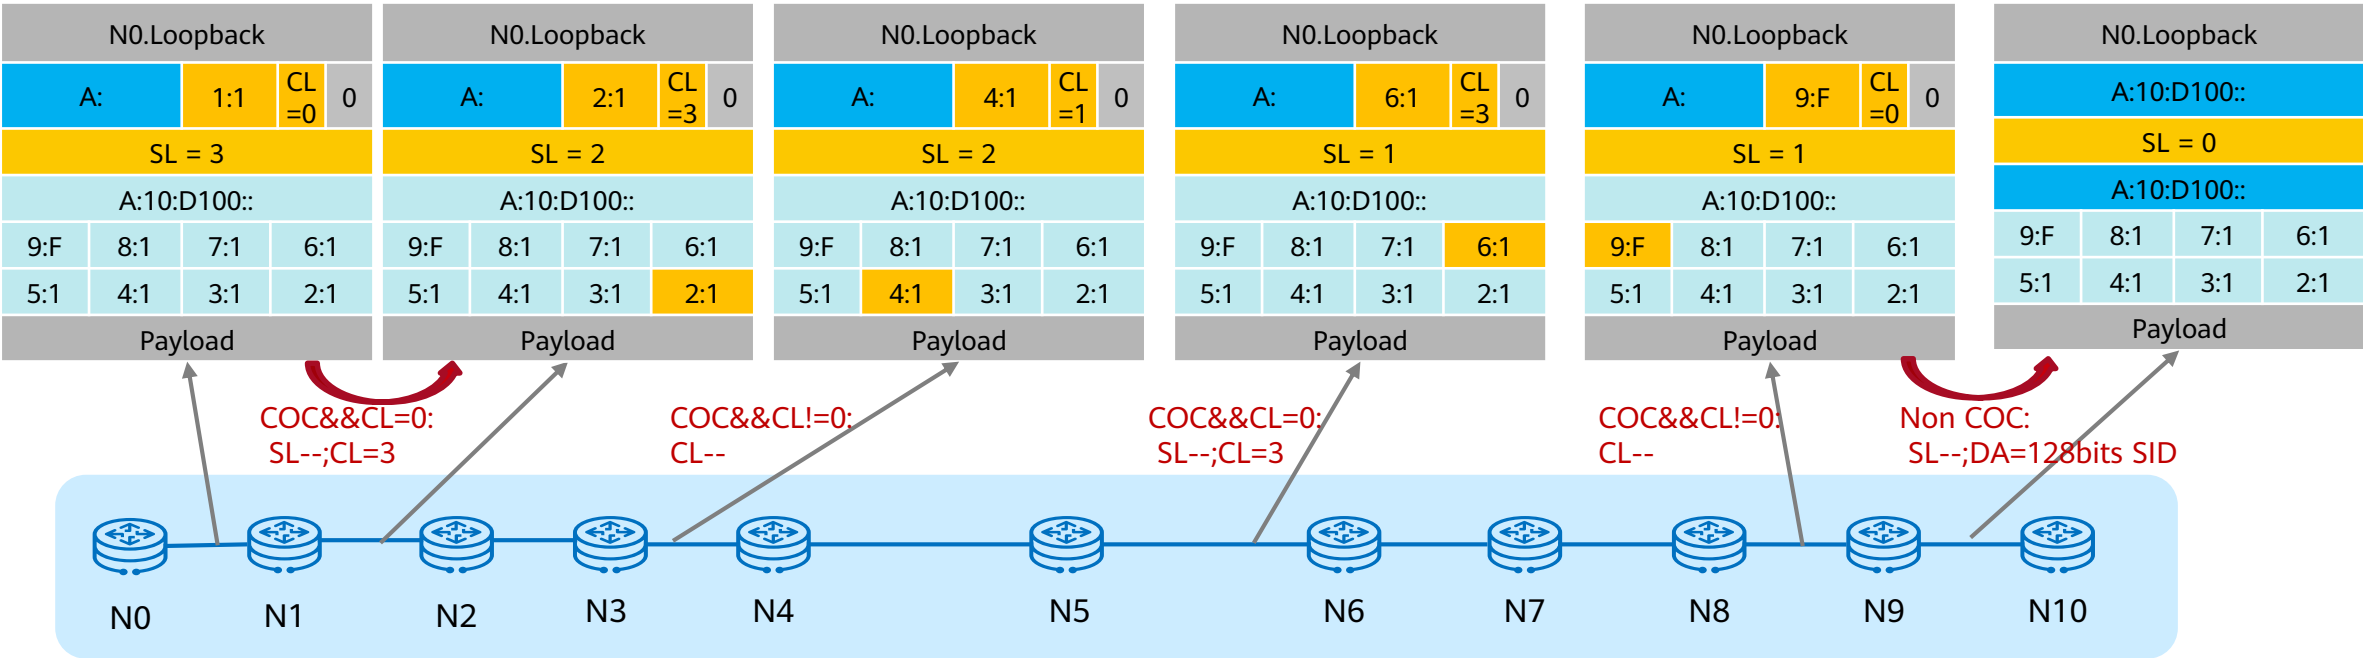 N0.Loopback N0.Loopback N0.Loopback N0.Loopback N0.Loopback N0.Loopback
A: 1:1 CL =0 0 A: 2:1 CL =3 0 A: 4:1 CL =1 0 A: 6:1 CL =3 0 A: 9:F CL =0 0 A:10:D100::
SL = 3 SL = 2 SL = 2 SL = 1 SL = 1 SL = 0
A:10:D100:: A:10:D100:: A:10:D100:: A:10:D100:: A:10:D100:: A:10:D100::
9:F 8:1 7:1 6:1 9:F 8:1 7:1 6:1 9:F 8:1 7:1 6:1 9:F 8:1 7:1 6:1 9:F 8:1 7:1 6:1 9:F 8:1 7:1 6:1
5:1 4:1 3:1 2:1 5:1 4:1 3:1 2:1 5:1 4:1 3:1 2:1 5:1 4:1 3:1 2:1 5:1 4:1 3:1 2:1 5:1 4:1 3:1 2:1
Payload Payload Payload Payload Payload Payload
COC&&CL=0: COC&&CL!=0: COC&&CL=0: COC&&CL!=0: Non COC:
SL--;CL=3 CL-- SL--;CL=3 CL-- SL--;DA=128bits SID
N0 N1 N2 N3 N4 N5 N6 N7 N8 N9 N10